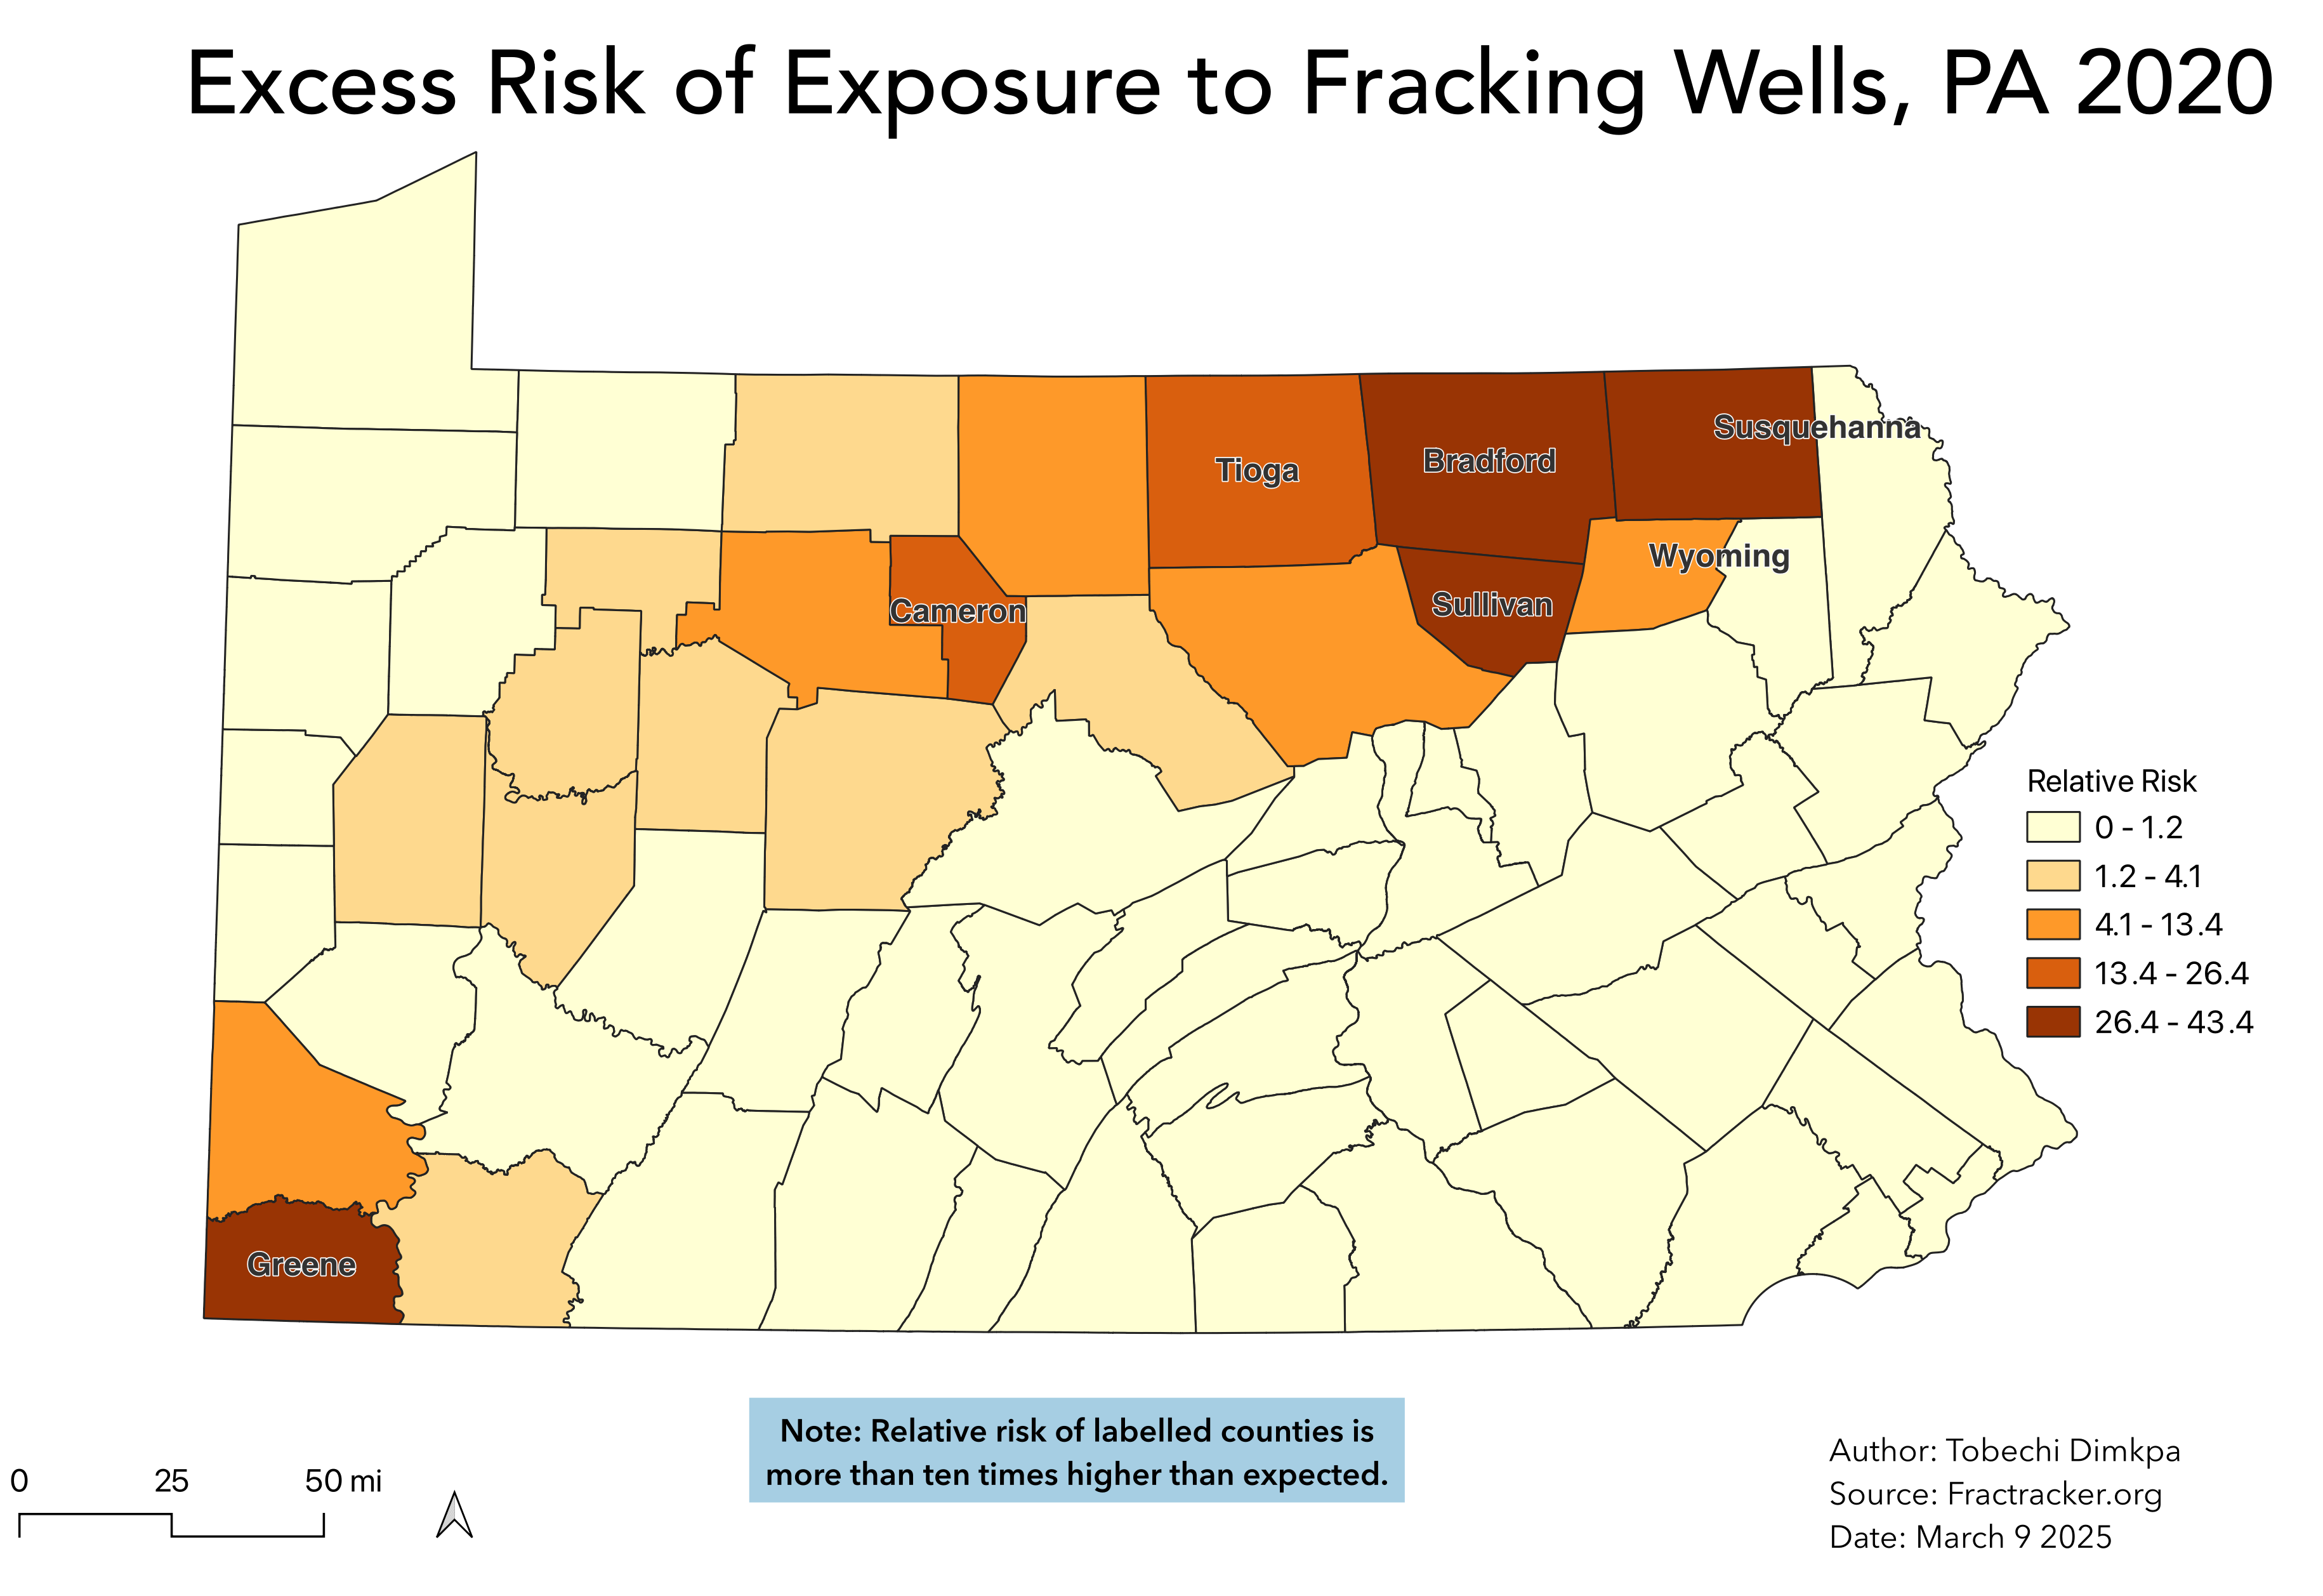 Excess Risk of Exposure to Fracking Wells, PA 2020
Susquehanna
Bradford
Tioga
Wyoming
Sullivan
Cameron
Greene
Relative Risk
0 - 1.2
1.2 - 4.1
4.1 - 13.4
13.4 - 26.4
26.4 - 43.4
Note: Relative risk of labelled counties is
more than ten times higher than expected.
0 25 50 mi
Author: Tobechi Dimkpa
Source: Fractracker.org
Date: March 9 2025